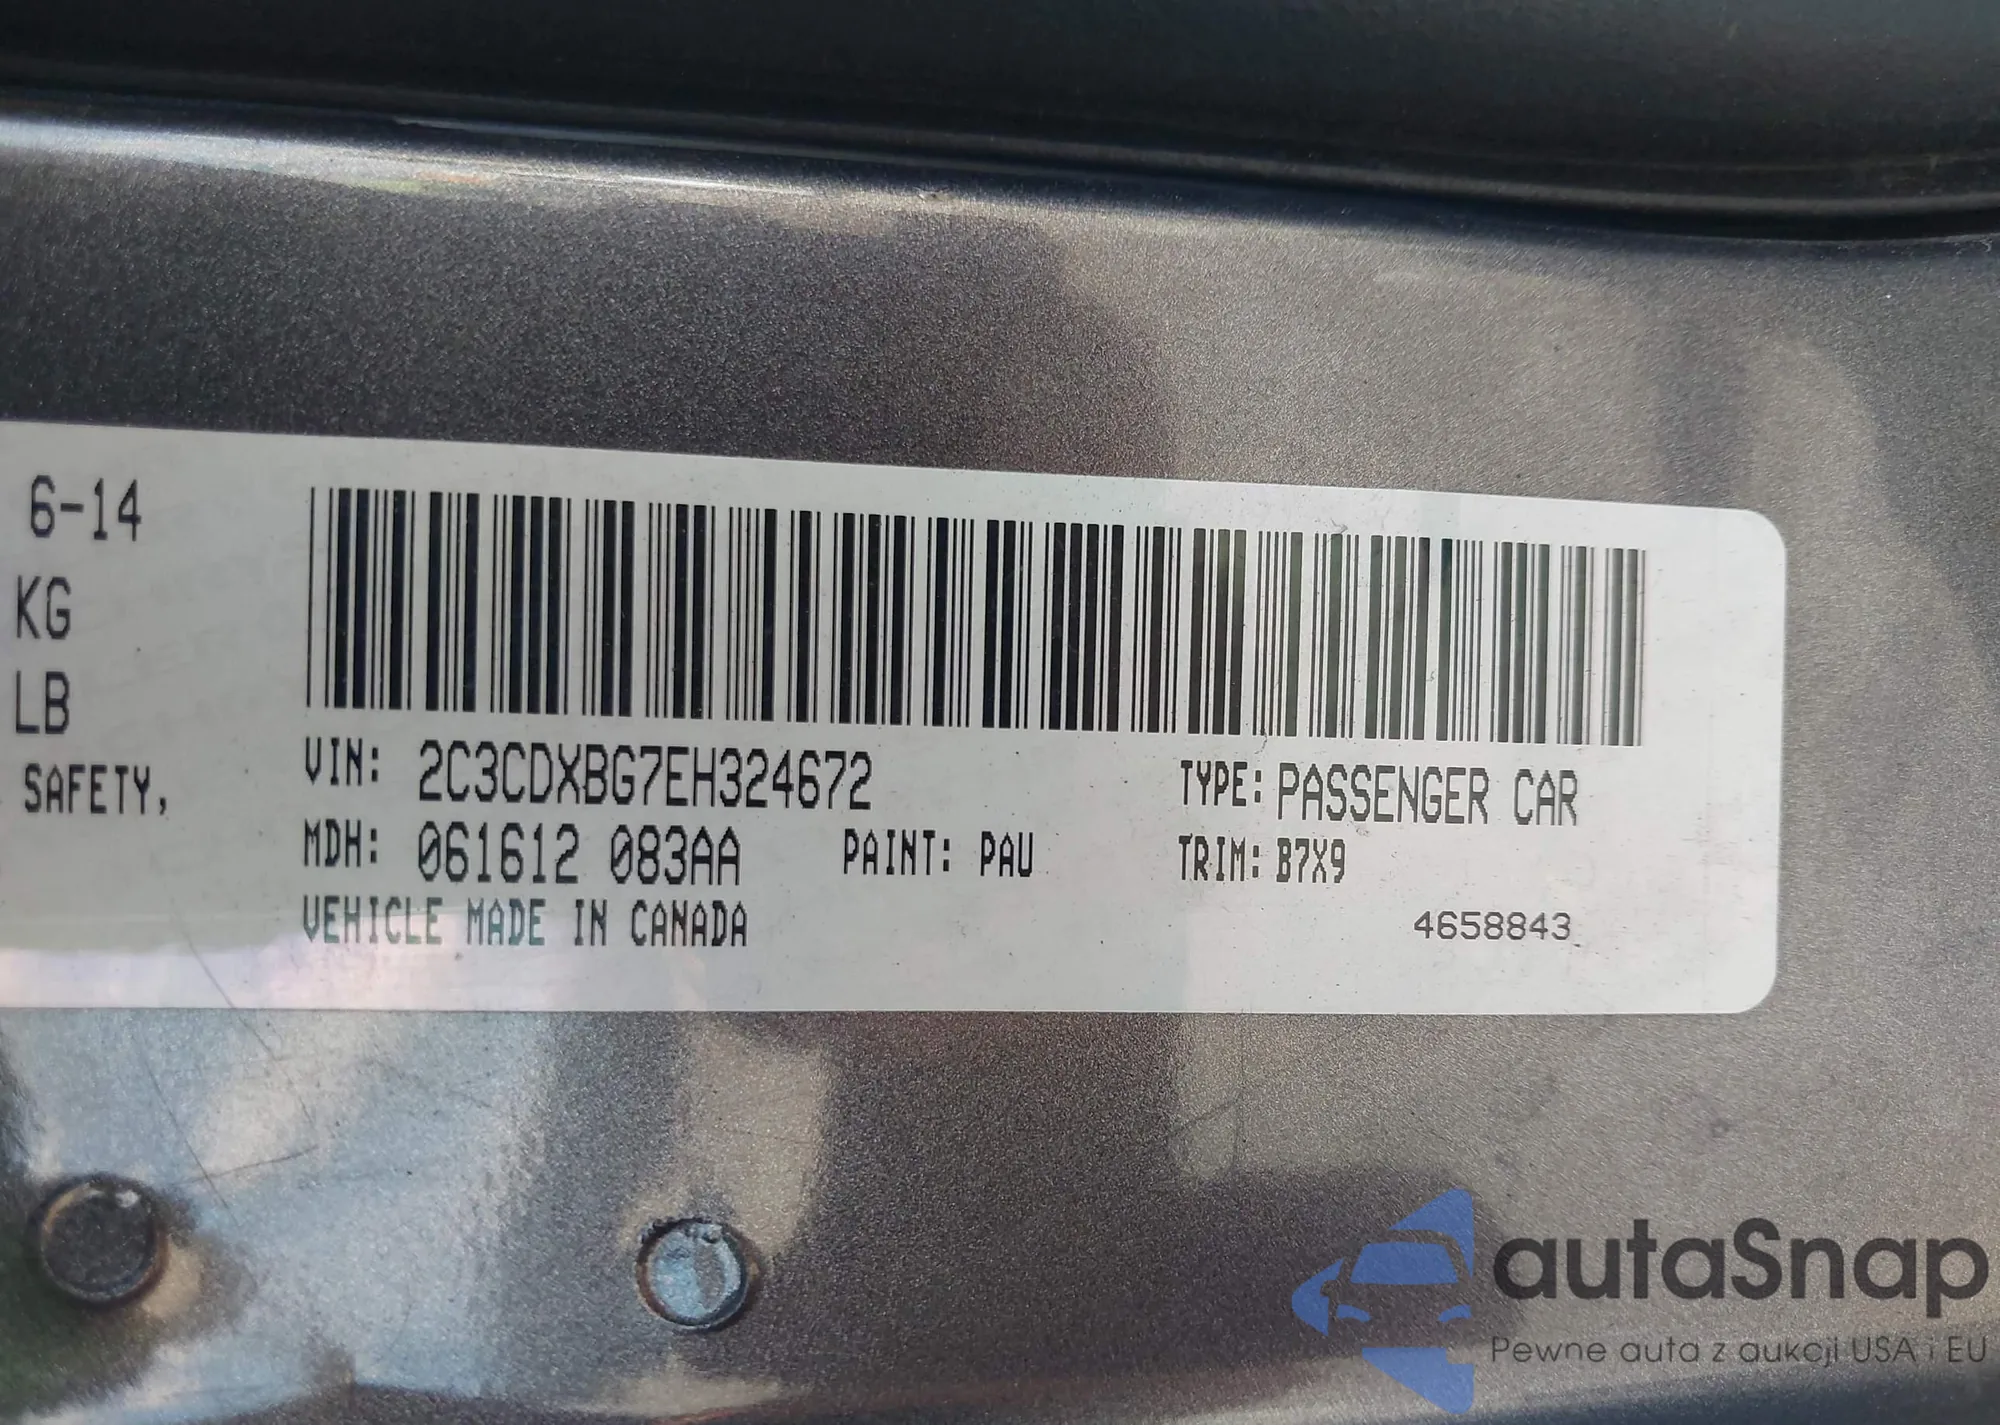 6-14
KG
LB
SAFETY,
VIN: 2C3CDXBG7EH324672
TYPE: PASSENGER CAR
MDH: 061612 083AA
PAINT: PAU
TRIM: B7X9
VEHICLE MADE IN CANADA
4658843
autaSnap
Pewne auta z aukcji USA i EU